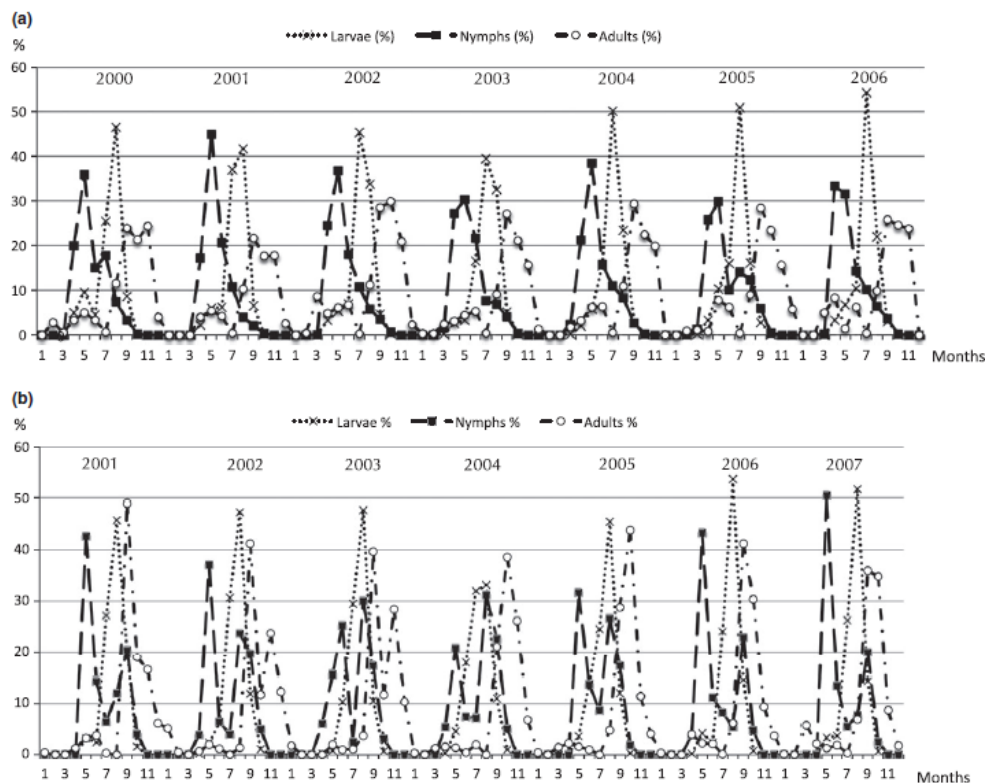 (a)
%
Larvae (%) Nymphs (%) Adults (%)
60
2000 2001 2002 2003 2004 2005 2006
50
40
30
20
10
0
1 3 5 7 9 11 1 3 5 7 9 11 1 3 5 7 9 11 1 3 5 7 9 11 1 3 5 7 9 11 1 3 5 7 9 11 1 3 5 7 9 11 Months
(b)
%
Larvae % Nymphs % Adults %
60
2001 2002 2003 2004 2005 2006 2007
50
40
30
20
10
0
1 3 5 7 9 11 1 3 5 7 9 11 1 3 5 7 9 11 1 3 5 7 9 11 1 3 5 7 9 11 1 3 5 7 9 11 1 3 5 7 9 11
Months